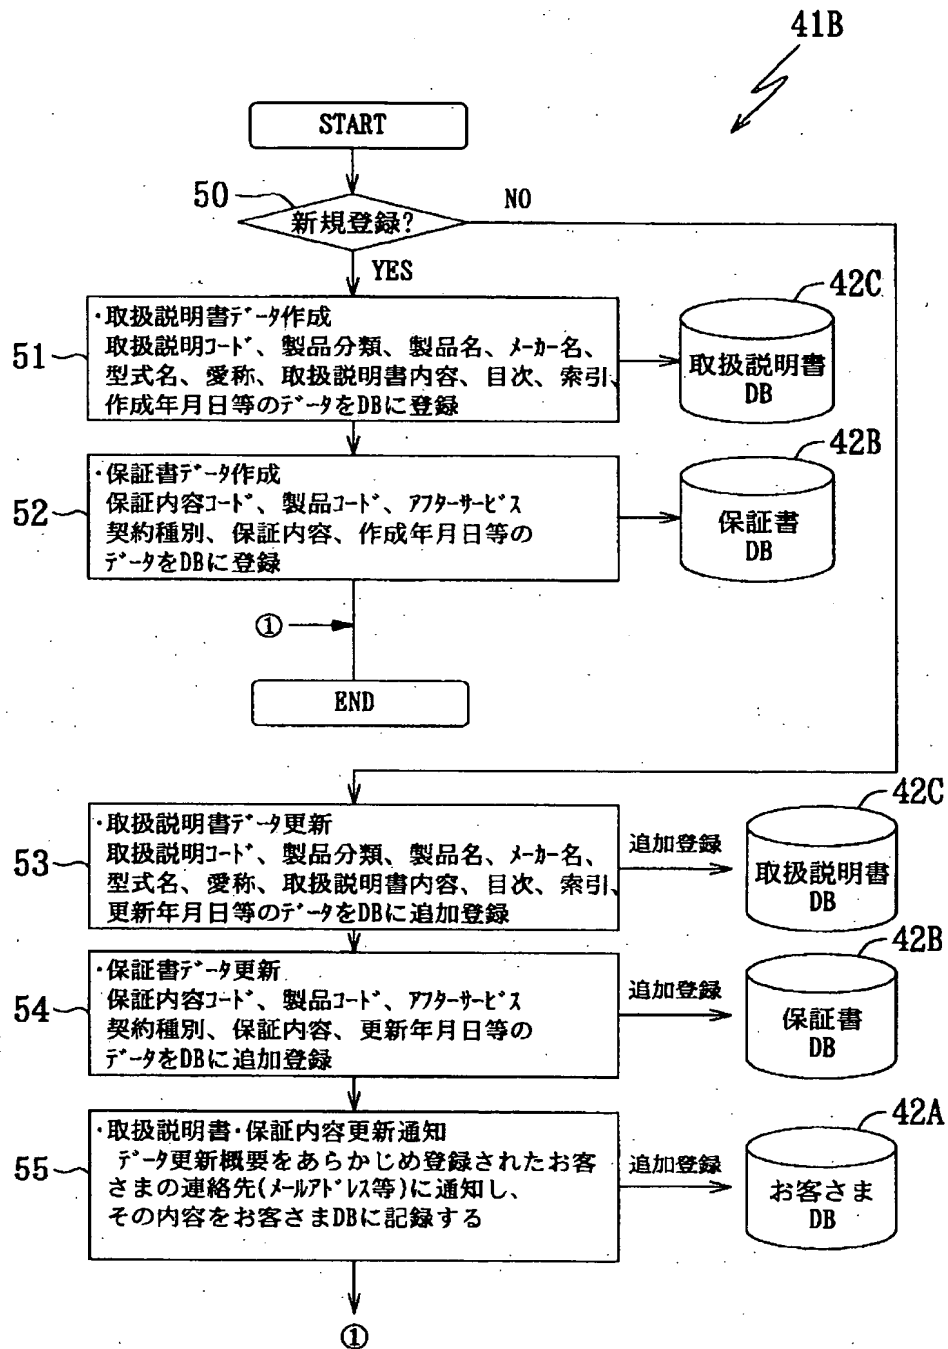 41B
START
50
新規登録?
NO
YES
51
・取扱説明書データ作成
取扱説明コード、製品分類、製品名、メーカー名、
型式名、愛称、取扱説明書内容、目次、索引、
作成年月日等のデータをDBに登録
42C
取扱説明書
DB
52
・保証書データ作成
保証内容コード、製品コード、アフターサービス
契約種別、保証内容、作成年月日等の
データをDBに登録
42B
保証書
DB
①
END
53
・取扱説明書データ更新
取扱説明コード、製品分類、製品名、メーカー名、
型式名、愛称、取扱説明書内容、目次、索引、
更新年月日等のデータをDBに追加登録
追加登録
42C
取扱説明書
DB
54
・保証書データ更新
保証内容コード、製品コード、アフターサービス
契約種別、保証内容、更新年月日等の
データをDBに追加登録
追加登録
42B
保証書
DB
55
・取扱説明書・保証内容更新通知
データ更新概要をあらかじめ登録されたお客
さまの連絡先(メールアドレス等)に通知し、
その内容をお客さまDBに記録する
追加登録
42A
お客さま
DB
①